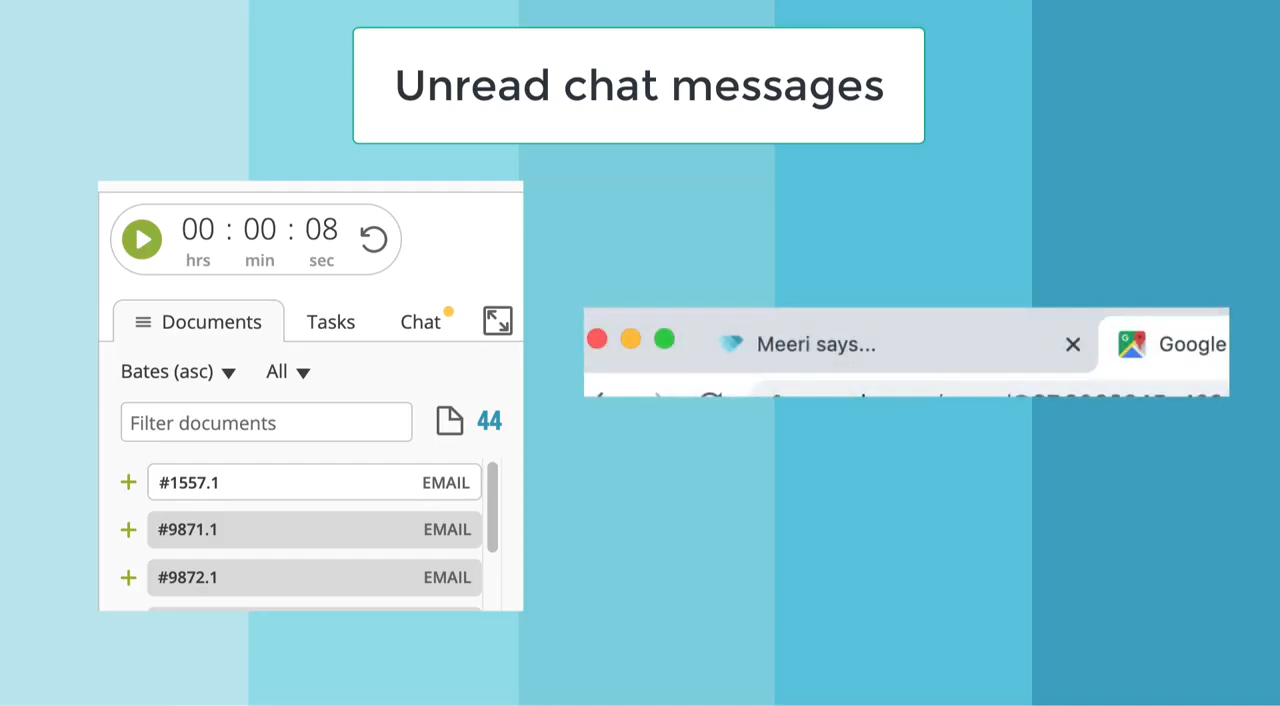 Unread chat messages
00 : 00 : 08
hrs min sec
Documents Tasks Chat
Bates (asc) All
Filter documents 44
#1557.1 EMAIL
#9871.1 EMAIL
#9872.1 EMAIL
Meeri says... Google